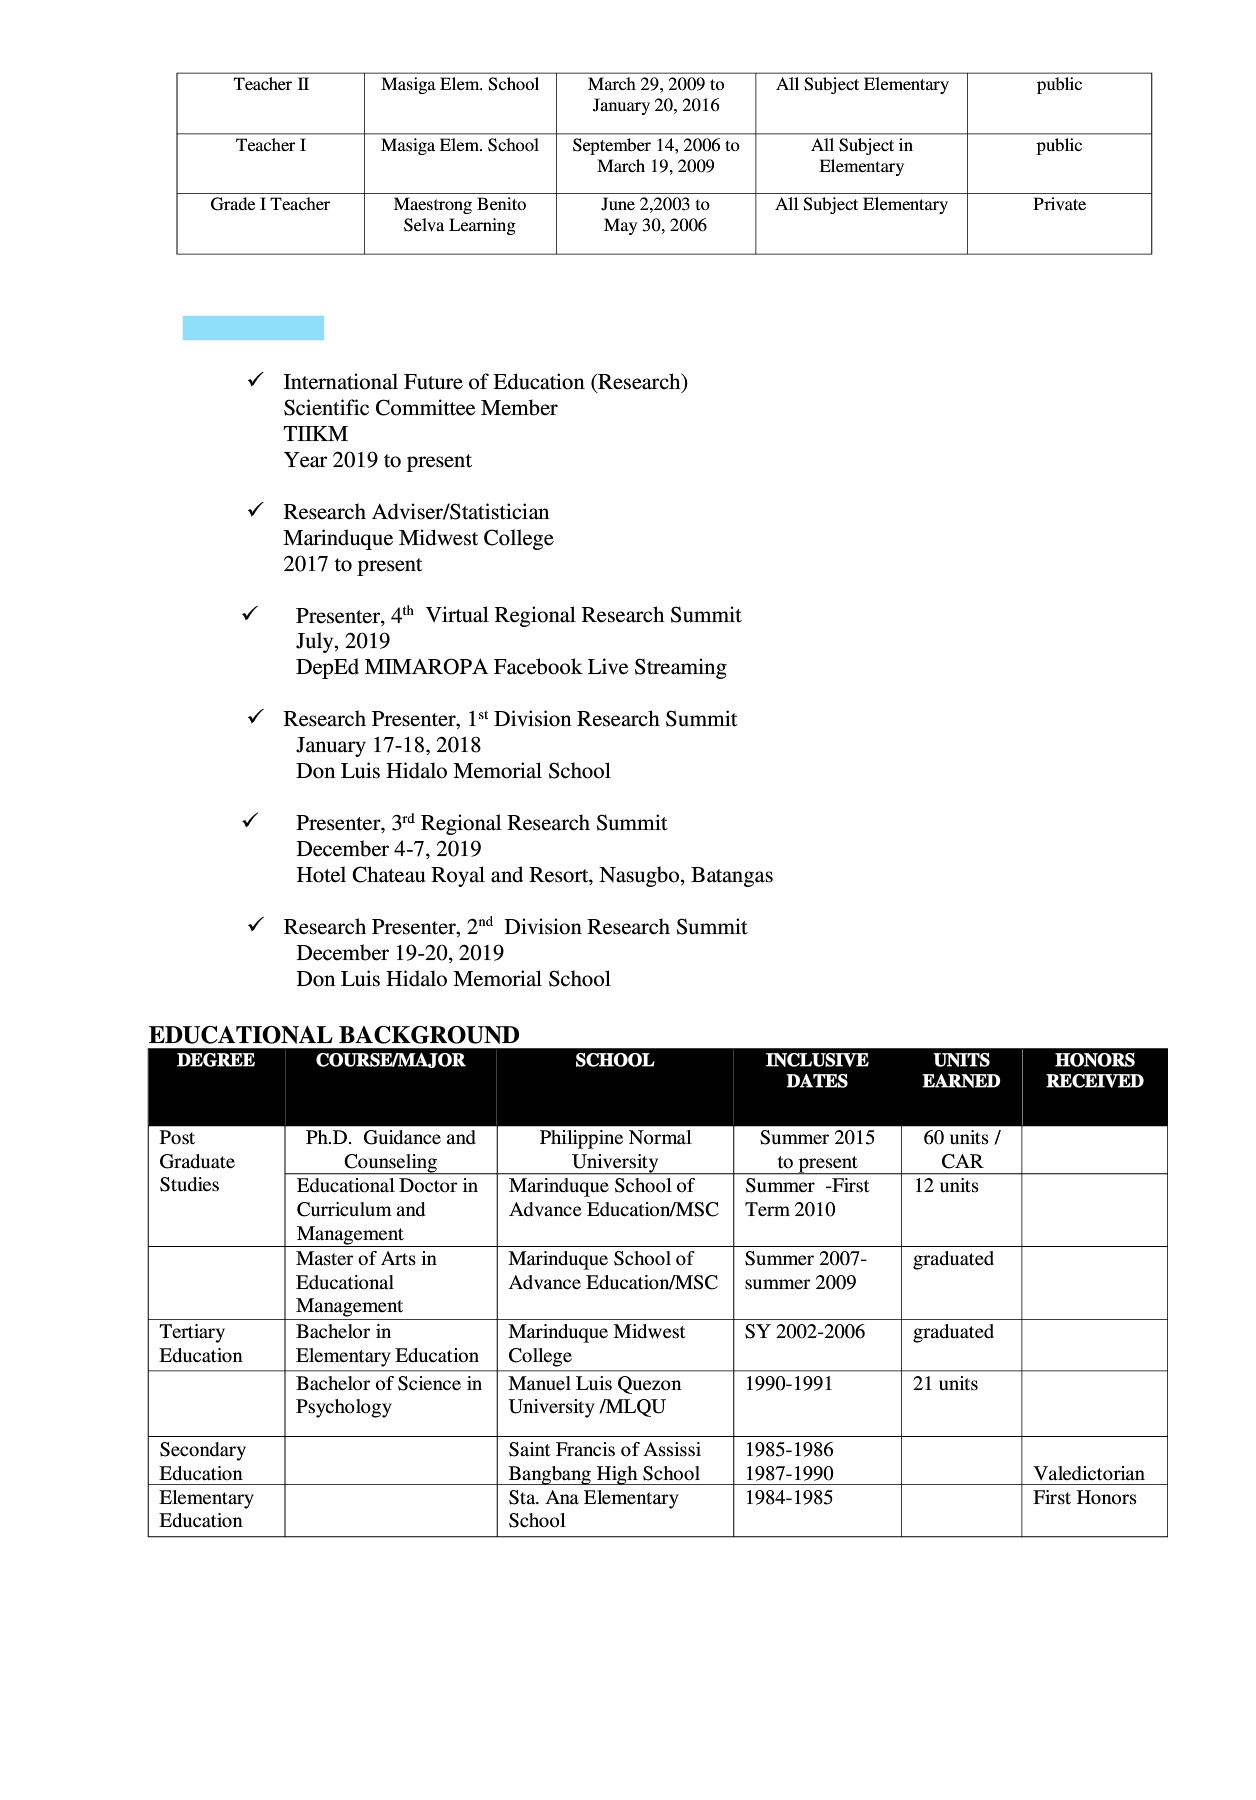 Teacher II Masiga Elem. School March 29, 2009 to All Subject Elementary public
January 20, 2016
Teacher I Masiga Elem. School September 14, 2006 to All Subject in public
March 19, 2009 Elementary
Grade I Teacher Maestrong Benito June 2,2003 to All Subject Elementary Private
Selva Learning May 30, 2006
✓ International Future of Education (Research)
Scientific Committee Member
TIIKM
Year 2019 to present
✓ Research Adviser/Statistician
Marinduque Midwest College
2017 to present
✓ Presenter, 4th Virtual Regional Research Summit
July, 2019
DepEd MIMAROPA Facebook Live Streaming
✓ Research Presenter, 1st Division Research Summit
January 17-18, 2018
Don Luis Hidalo Memorial School
✓ Presenter, 3rd Regional Research Summit
December 4-7, 2019
Hotel Chateau Royal and Resort, Nasugbo, Batangas
✓ Research Presenter, 2nd Division Research Summit
December 19-20, 2019
Don Luis Hidalo Memorial School
EDUCATIONAL BACKGROUND
DEGREE COURSE/MAJOR SCHOOL INCLUSIVE UNITS HONORS
DATES EARNED RECEIVED
Post Ph.D. Guidance and Philippine Normal Summer 2015 60 units /
Graduate Counseling University to present CAR
Studies Educational Doctor in Marinduque School of Summer -First 12 units
Curriculum and Advance Education/MSC Term 2010
Management
Master of Arts in Marinduque School of Summer 2007- graduated
Educational Advance Education/MSC summer 2009
Management
Tertiary Bachelor in Marinduque Midwest SY 2002-2006 graduated
Education Elementary Education College
Bachelor of Science in Manuel Luis Quezon 1990-1991 21 units
Psychology University /MLQU
Secondary Saint Francis of Assissi 1985-1986
Education Bangbang High School 1987-1990 Valedictorian
Elementary Sta. Ana Elementary 1984-1985 First Honors
Education School